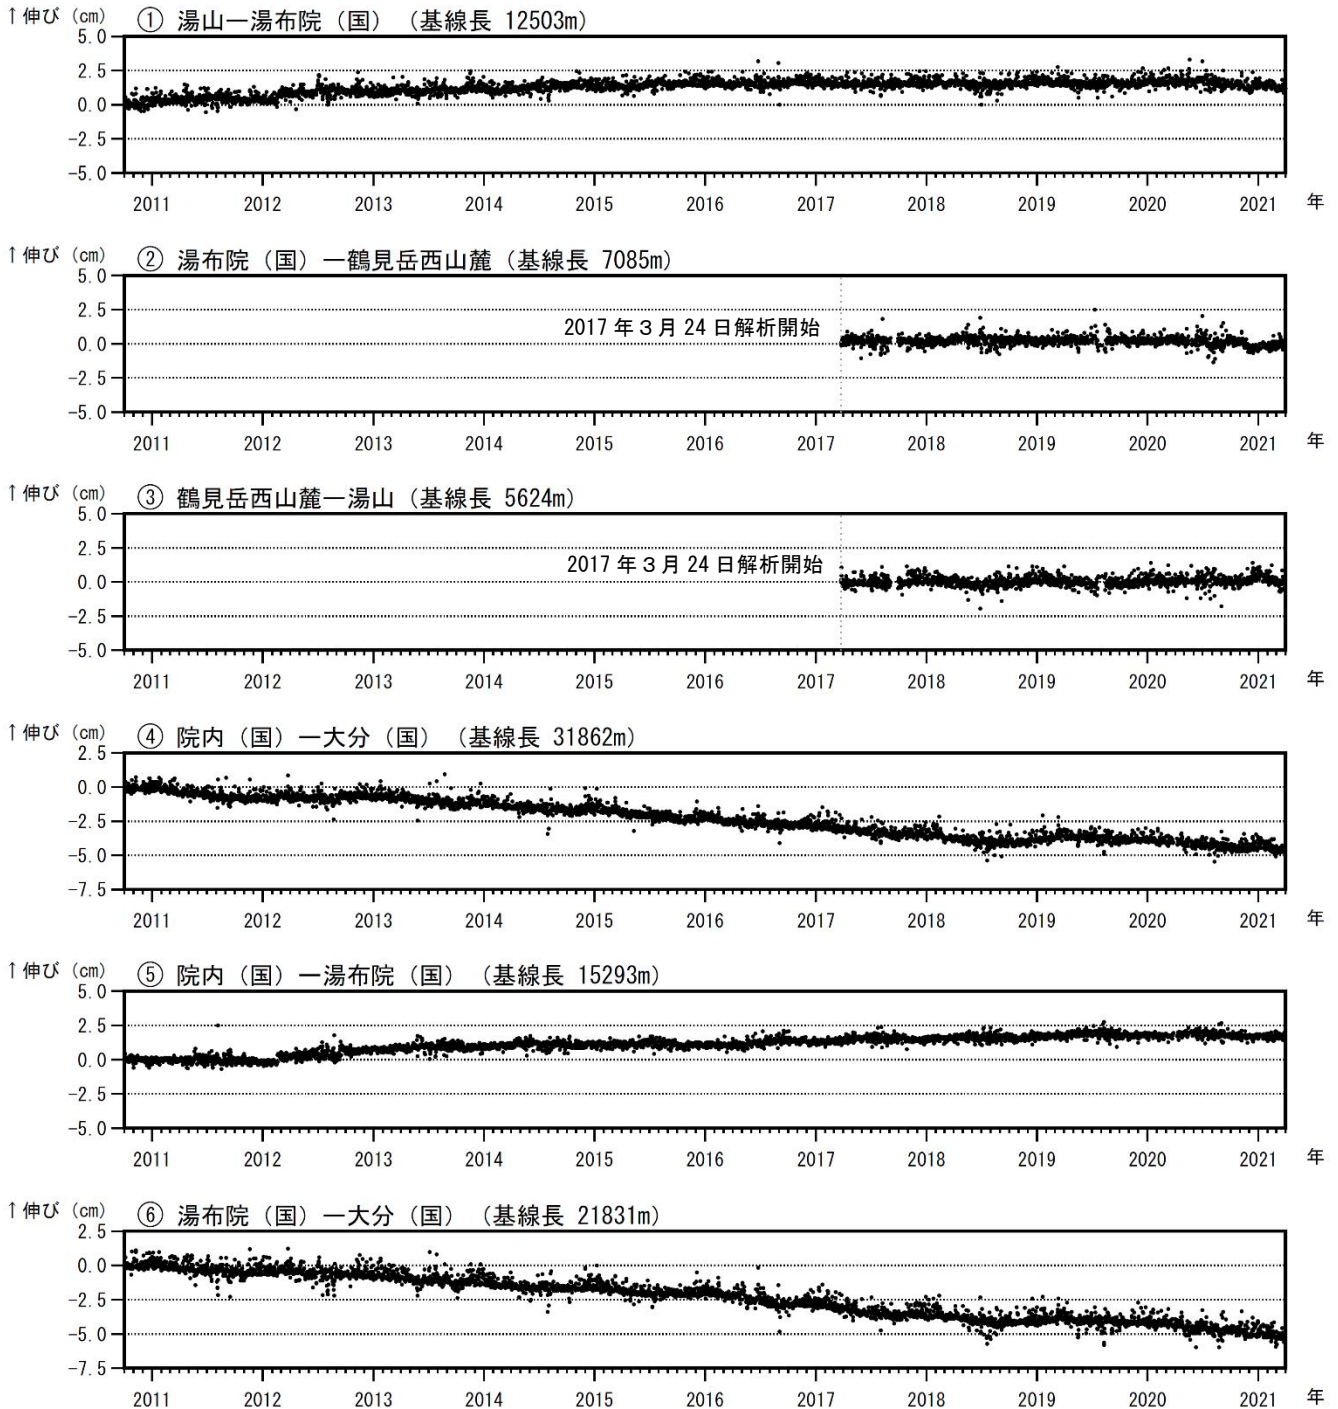 ↑伸び（㎝） ① 湯山－湯布院（国）（基線長 12503m）
5.0
2.5
0.0
-2.5
-5.0
2011 2012 2013 2014 2015 2016 2017 2018 2019 2020 2021 年
↑伸び（㎝） ② 湯布院（国）－鶴見岳西山麓（基線長 7085m）
5.0
2.5
2017年３月24日解析開始
0.0
-2.5
-5.0
2011 2012 2013 2014 2015 2016 2017 2018 2019 2020 2021 年
↑伸び（㎝） ③ 鶴見岳西山麓－湯山（基線長 5624m）
5.0
2.5
2017年３月24日解析開始
0.0
-2.5
-5.0
2011 2012 2013 2014 2015 2016 2017 2018 2019 2020 2021 年
↑伸び（㎝） ④ 院内（国）－大分（国）（基線長 31862m）
2.5
0.0
-2.5
-5.0
-7.5
2011 2012 2013 2014 2015 2016 2017 2018 2019 2020 2021 年
↑伸び（㎝） ⑤ 院内（国）－湯布院（国）（基線長 15293m）
5.0
2.5
0.0
-2.5
-5.0
2011 2012 2013 2014 2015 2016 2017 2018 2019 2020 2021 年
↑伸び（㎝） ⑥ 湯布院（国）－大分（国）（基線長 21831m）
2.5
0.0
-2.5
-5.0
-7.5
2011 2012 2013 2014 2015 2016 2017 2018 2019 2020 2021 年